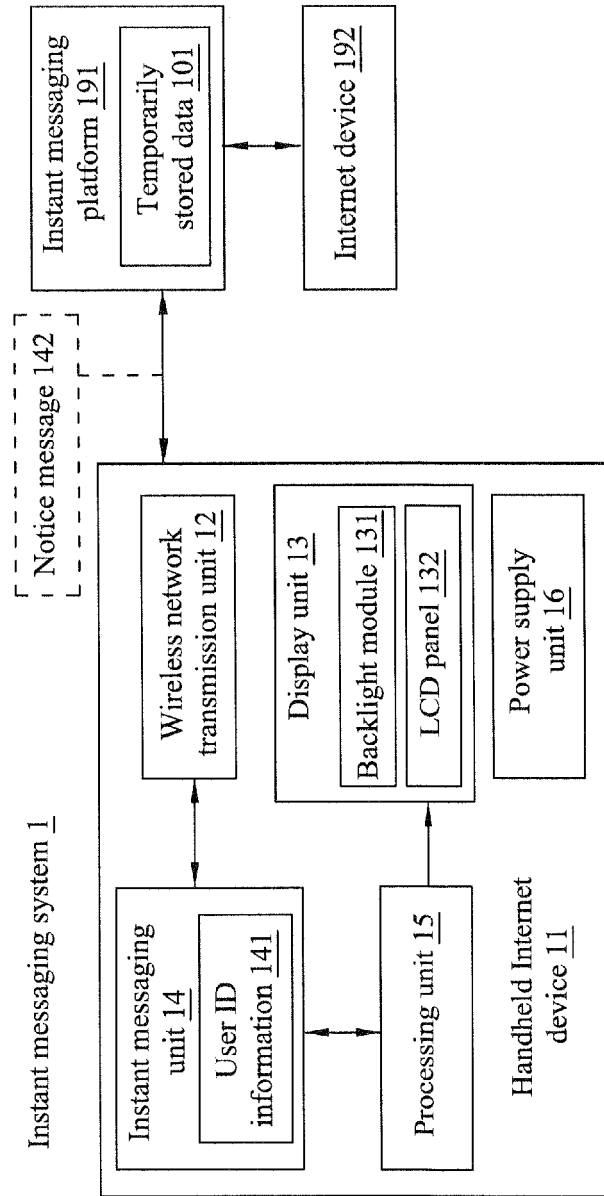 Instant messaging system 1
Notice message 142
Instant messaging
unit 14
User ID
information 141
Wireless network
transmission unit 12
Instant messaging
platform 191
Temporarily
stored data 101
Processing unit 15
Display unit 13
Backlight module 131
LCD panel 132
Internet device 192
Handheld Internet
device 11
Power supply
unit 16